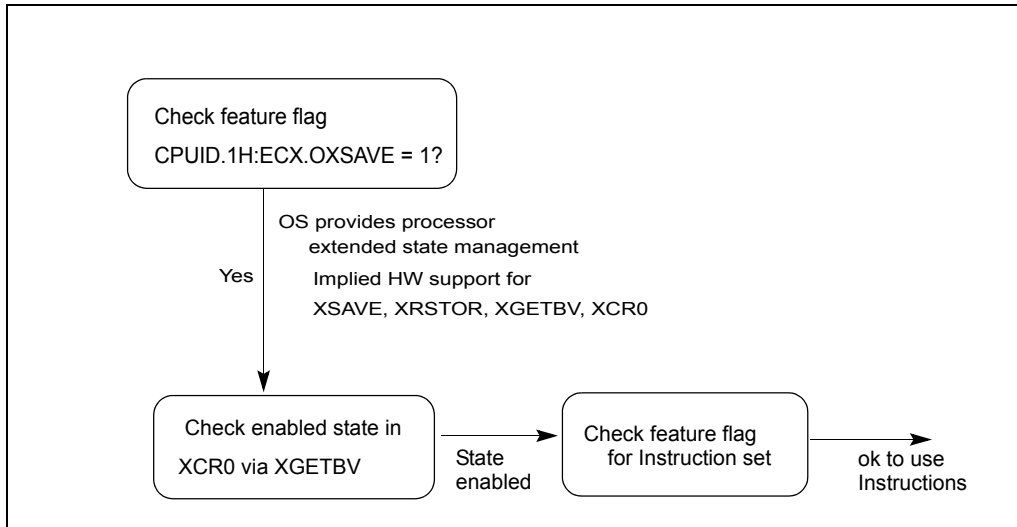 Check feature flag
CPUID.1H:ECX.OXSAVE = 1?
OS provides processor
extended state management
Yes
Implied HW support for
XSAVE, XRSTOR, XGETBV, XCR0
Check enabled state in
XCR0 via XGETBV
State
enabled
Check feature flag
for Instruction set
ok to use
Instructions